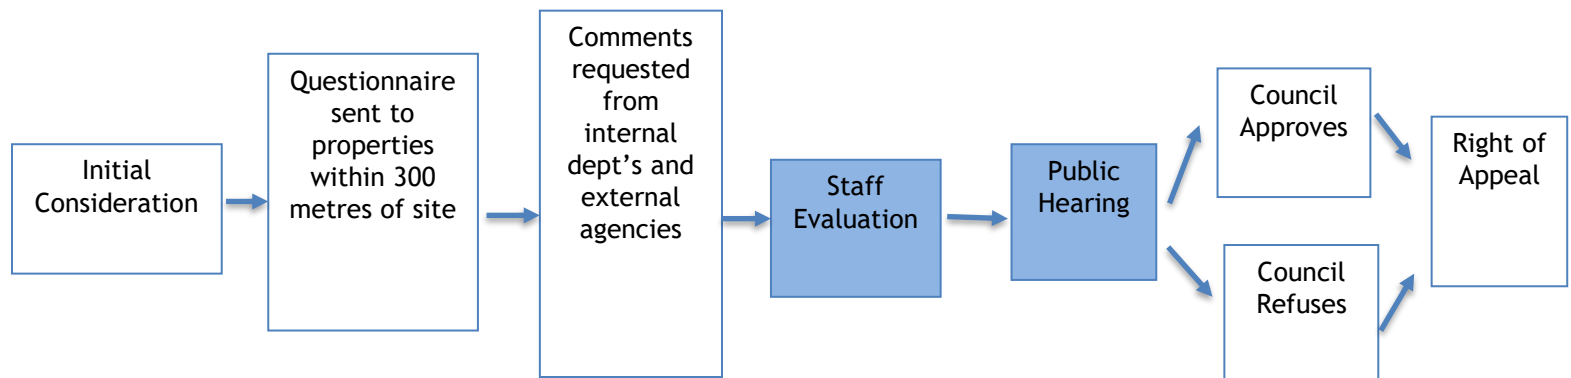 Initial
Consideration
Questionnaire
sent to
properties
within 300
metres of site
Comments
requested
from
internal
dept’s and
external
agencies
Staff
Evaluation
Public
Hearing
Council
Approves
Council
Refuses
Right of
Appeal